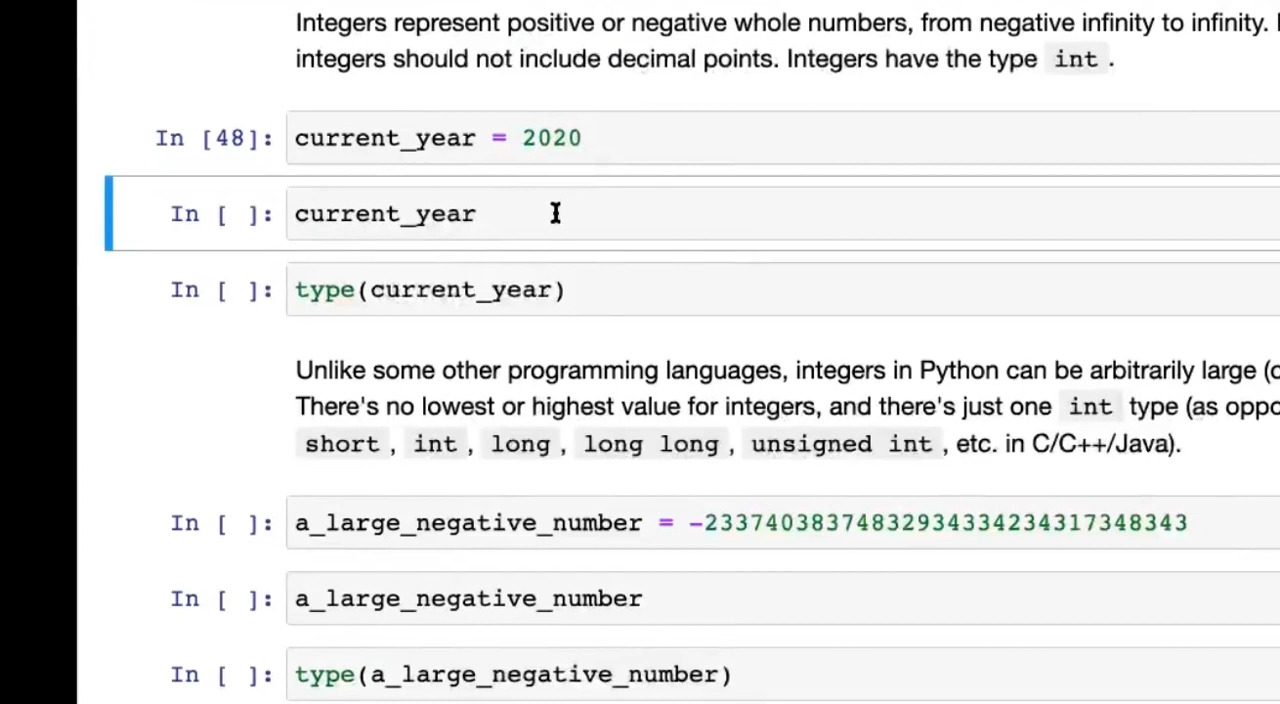 Integers represent positive or negative whole numbers, from negative infinity to infinity.
integers should not include decimal points. Integers have the type int .
In [48]: current_year = 2020
In [ ]: current_year
In [ ]: type(current_year)
Unlike some other programming languages, integers in Python can be arbitrarily large (
There's no lowest or highest value for integers, and there's just one int type (as oppo
short , int , long , long long , unsigned int , etc. in C/C++/Java).
In [ ]: a_large_negative_number = -23374038374832934334234317348343
In [ ]: a_large_negative_number
In [ ]: type(a_large_negative_number)